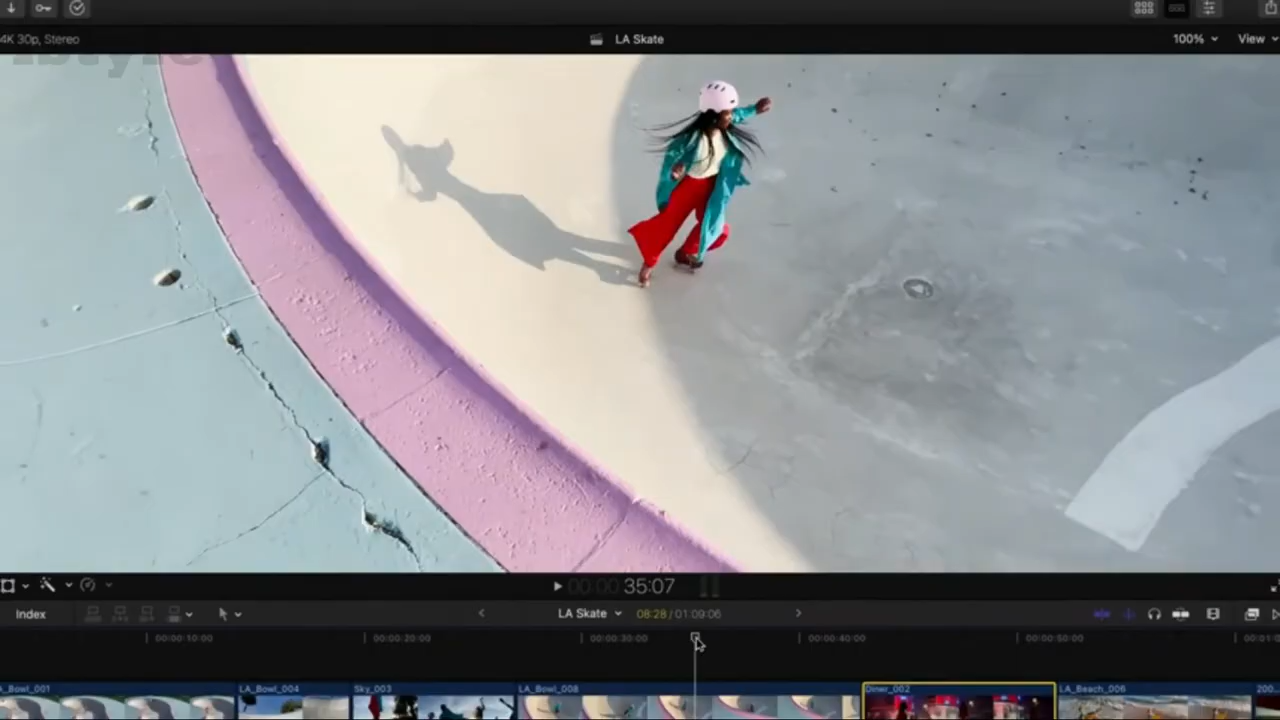 4K 30p, Stereo
LA Skate
100%
View
ibtyle
00:00:35:07
Index
LA Skate
08:28 / 01:09:06
00:00:10:00
00:00:20:00
00:00:30:00
00:00:40:00
00:00:50:00
LA_Bowl_001
LA_Bowl_004
Sky_003
LA_Bowl_008
Diner_002
LA_Beach_006
200...